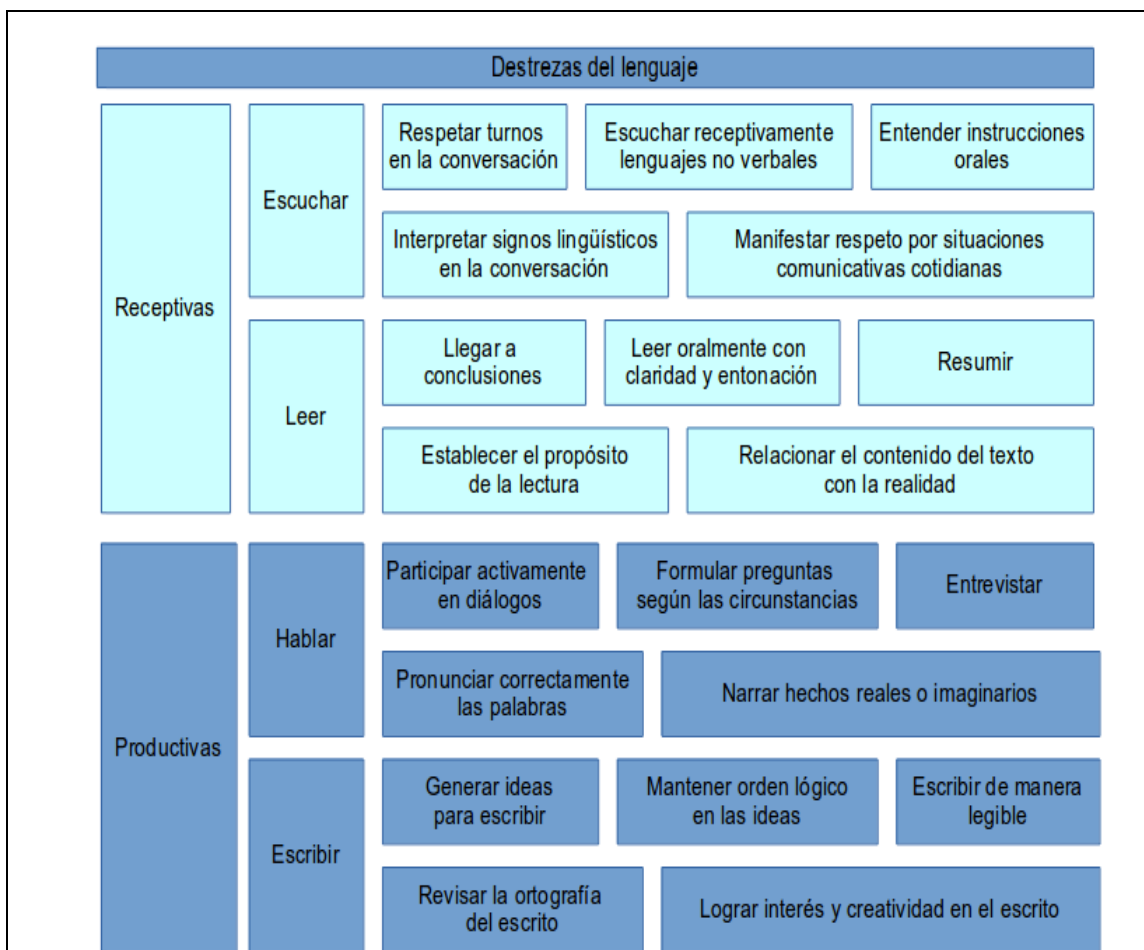 Destrezas del lenguaje
Receptivas
Escuchar
Respetar turnos
en la conversación
Escuchar receptivamente
lenguajes no verbales
Entender instrucciones
orales
Interpretar signos lingüísticos
en la conversación
Manifestar respeto por situaciones
comunicativas cotidianas
Leer
Llegar a
conclusiones
Leer oralmente con
claridad y entonación
Resumir
Establecer el propósito
de la lectura
Relacionar el contenido del texto
con la realidad
Productivas
Hablar
Participar activamente
en diálogos
Formular preguntas
según las circunstancias
Entrevistar
Pronunciar correctamente
las palabras
Narrar hechos reales o imaginarios
Escribir
Generar ideas
para escribir
Mantener orden lógico
en las ideas
Escribir de manera
legible
Revisar la ortografía
del escrito
Lograr interés y creatividad en el escrito